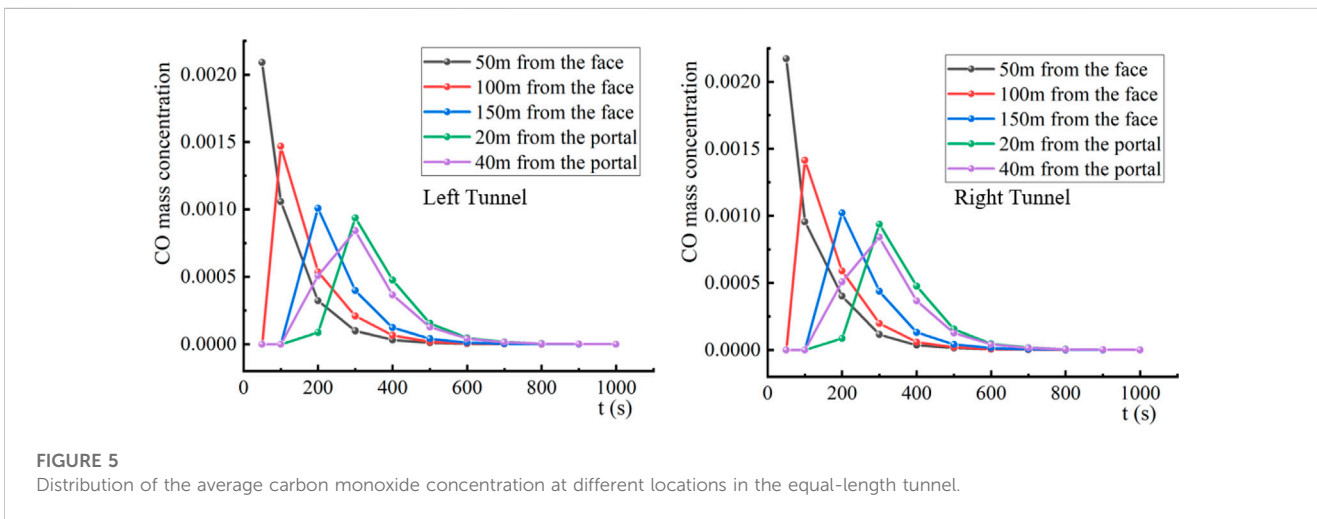 CO mass concentration
0.0020
0.0015
0.0010
0.0005
0.0000
0
200
400
600
800
1000
t (s)
50m from the face
100m from the face
150m from the face
20m from the portal
40m from the portal
Left Tunnel
CO mass concentration
0.0020
0.0015
0.0010
0.0005
0.0000
0
200
400
600
800
1000
t (s)
50m from the face
100m from the face
150m from the face
20m from the portal
40m from the portal
Right Tunnel
FIGURE 5
Distribution of the average carbon monoxide concentration at different locations in the equal-length tunnel.